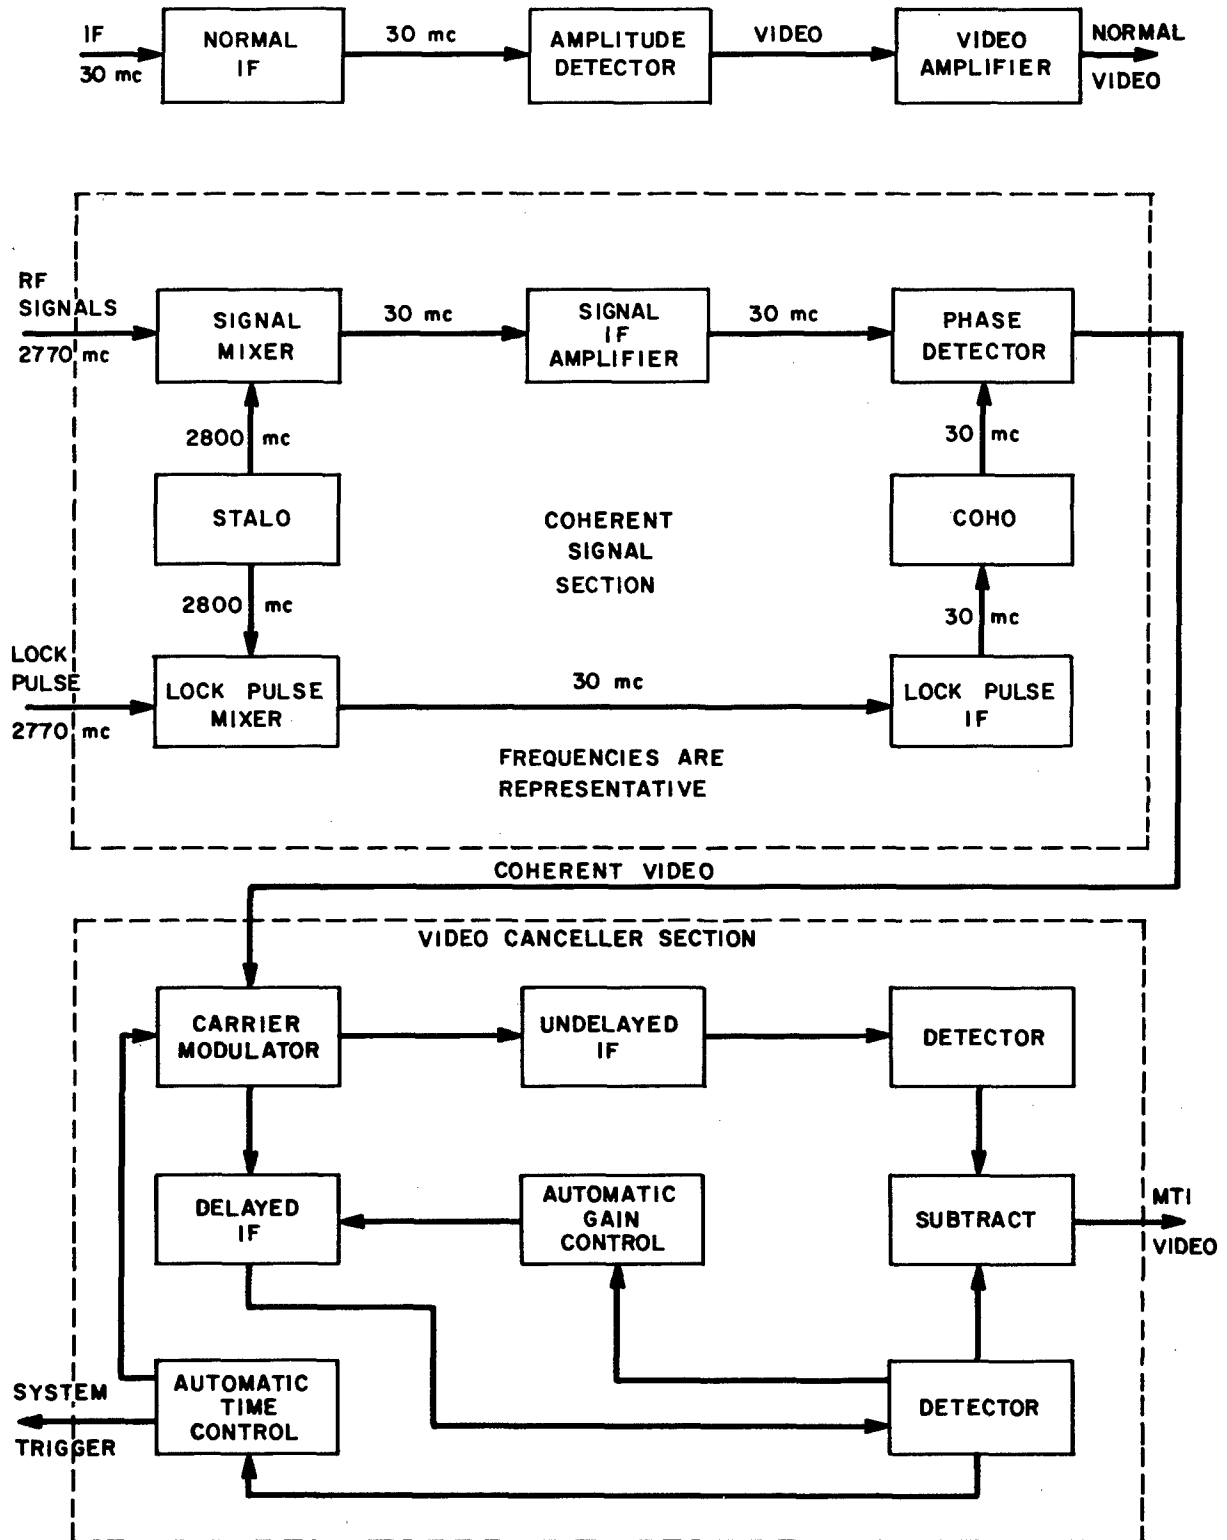 IF
30 mc
NORMAL
IF
30 mc
AMPLITUDE
DETECTOR
VIDEO
VIDEO
AMPLIFIER
NORMAL
VIDEO
RF
SIGNALS
2770 mc
SIGNAL
MIXER
30 mc
SIGNAL
IF
AMPLIFIER
30 mc
PHASE
DETECTOR
2800 mc
30 mc
STALO
COHERENT
SIGNAL
SECTION
COHO
2800 mc
30 mc
LOCK
PULSE
2770 mc
LOCK PULSE
MIXER
30 mc
LOCK PULSE
IF
FREQUENCIES ARE
REPRESENTATIVE
COHERENT VIDEO
VIDEO CANCELLER SECTION
CARRIER
MODULATOR
UNDELAYED
IF
DETECTOR
DELAYED
IF
AUTOMATIC
GAIN
CONTROL
SUBTRACT
MTI
VIDEO
SYSTEM
TRIGGER
AUTOMATIC
TIME
CONTROL
DETECTOR